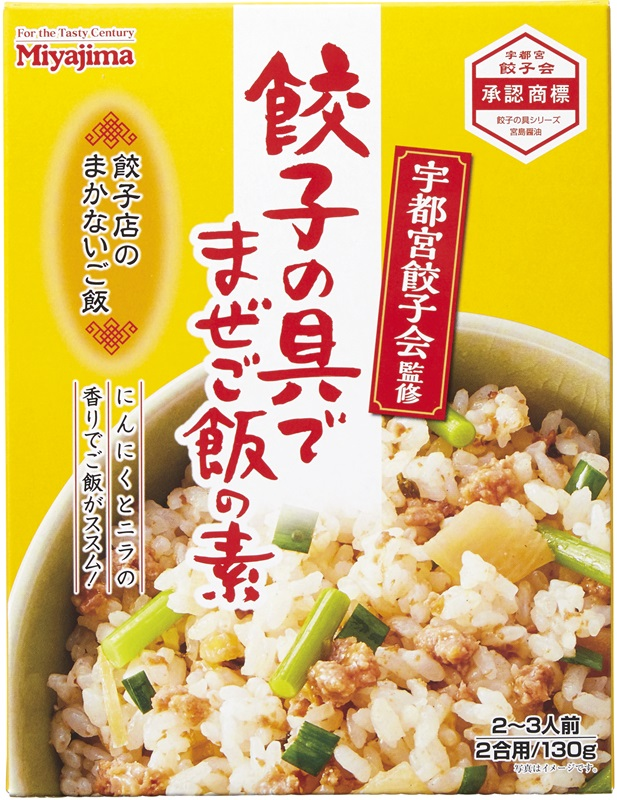 For the Tasty Century
Miyajima
宇都宮
餃子会
承認商標
餃子の具シリーズ
宮島醤油
餃子の具で
まぜご飯の素
宇都宮餃子会監修
餃子店の
まかないご飯
にんにくとニラの
香りでご飯がススム!
2～3人前
2合用/130g
写真はイメージです。